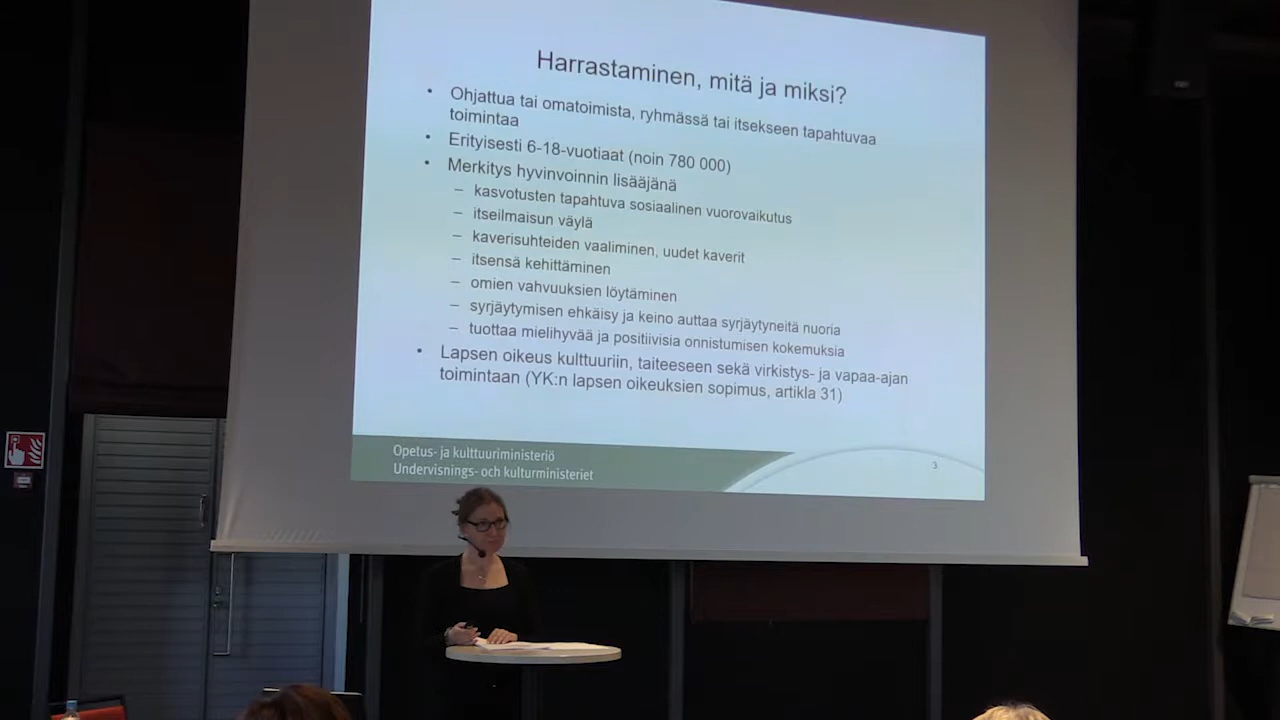 Harrastaminen, mitä ja miksi?
• Ohjattua tai omatoimista, ryhmässä tai itsekseen tapahtuvaa
toimintaa
• Erityisesti 6-18-vuotiaat (noin 780 000)
• Merkitys hyvinvoinnin lisääjänä
– kasvotusten tapahtuva sosiaalinen vuorovaikutus
– itseilmaisun väylä
– kaverisuhteiden vaaliminen, uudet kaverit
– itsensä kehittäminen
– omien vahvuuksien löytäminen
– syrjäytymisen ehkäisy ja keino auttaa syrjäytyneitä nuoria
– tuottaa mielihyvää ja positiivisia onnistumisen kokemuksia
• Lapsen oikeus kulttuuriin, taiteeseen sekä virkistys- ja vapaa-ajan
toimintaan (YK:n lapsen oikeuksien sopimus, artikla 31)
Opetus- ja kulttuuriministeriö
Undervisnings- och kulturministeriet
3